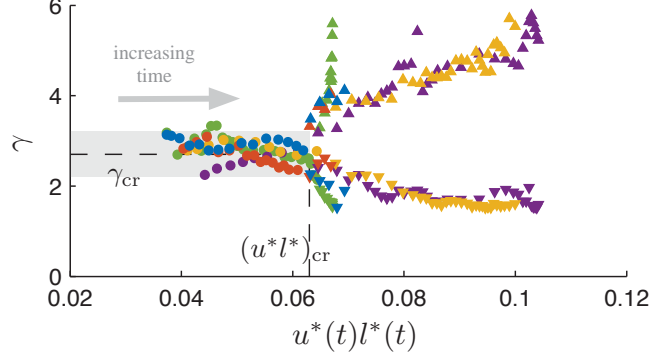 6
4
2
0
γ
increasing
time
γcr
(u*l*)cr
0.02
0.04
0.06
0.08
0.1
0.12
u*(t)l*(t)